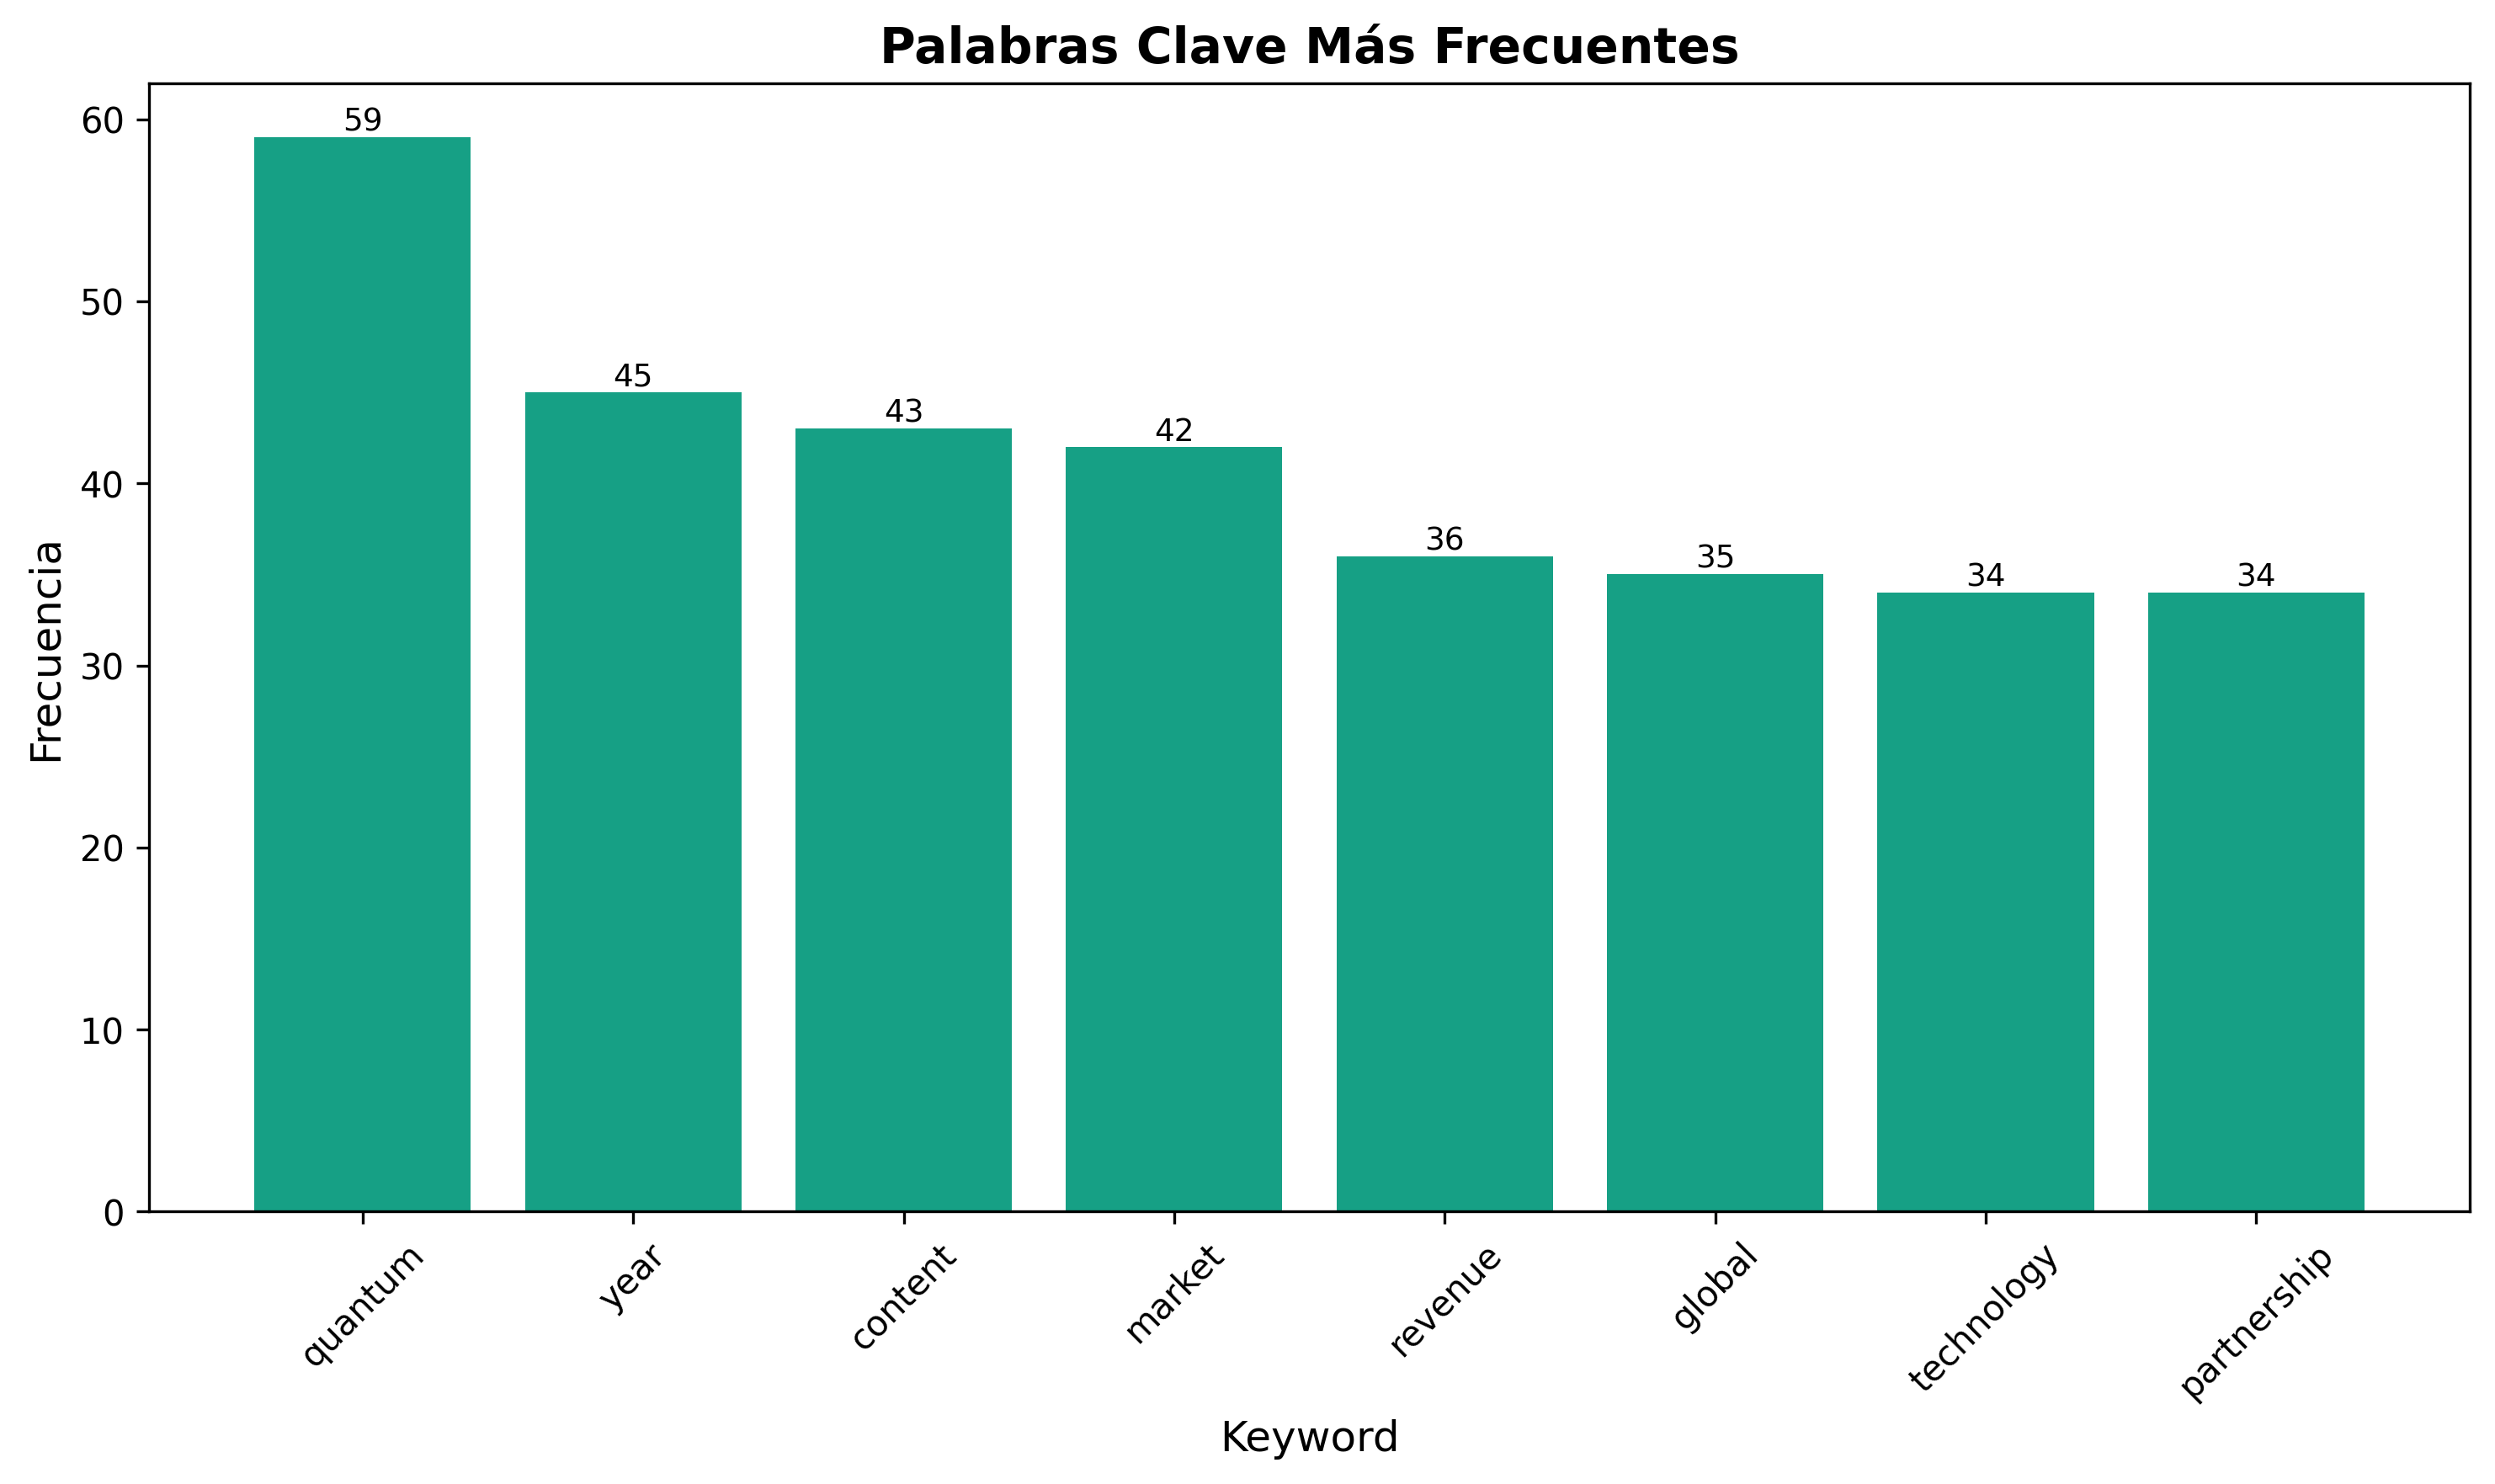 Palabras Clave Más Frecuentes
Frecuencia
60
50
40
30
20
10
0
59
45
43
42
36
35
34
34
quantum
year
content
market
revenue
global
technology
partnership
Keyword